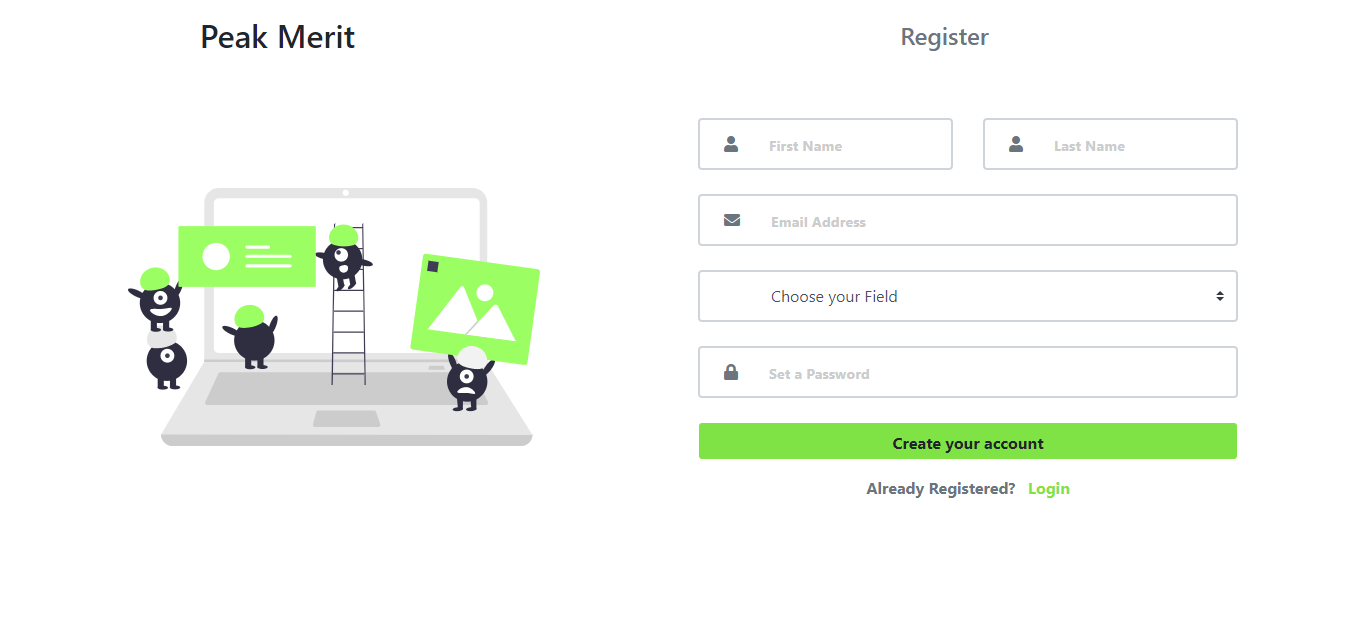 Peak Merit
Register
First Name
Last Name
Email Address
Choose your Field
Set a Password
Create your account
Already Registered? Login